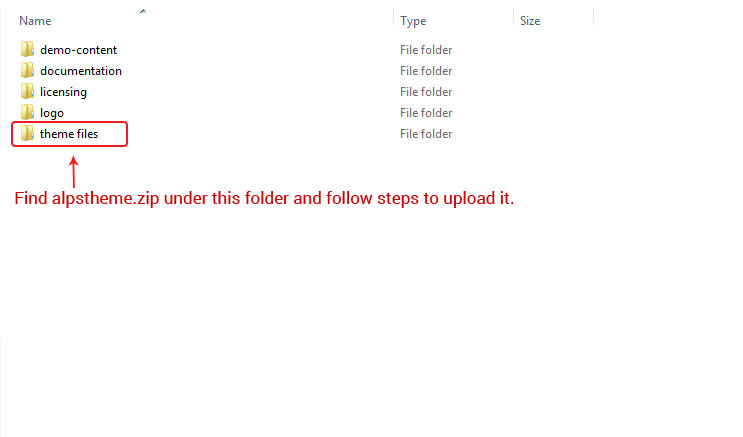 Name Type Size
demo-content File folder
documentation File folder
licensing File folder
logo File folder
theme files File folder
Find alpstheme.zip under this folder and follow steps to upload it.